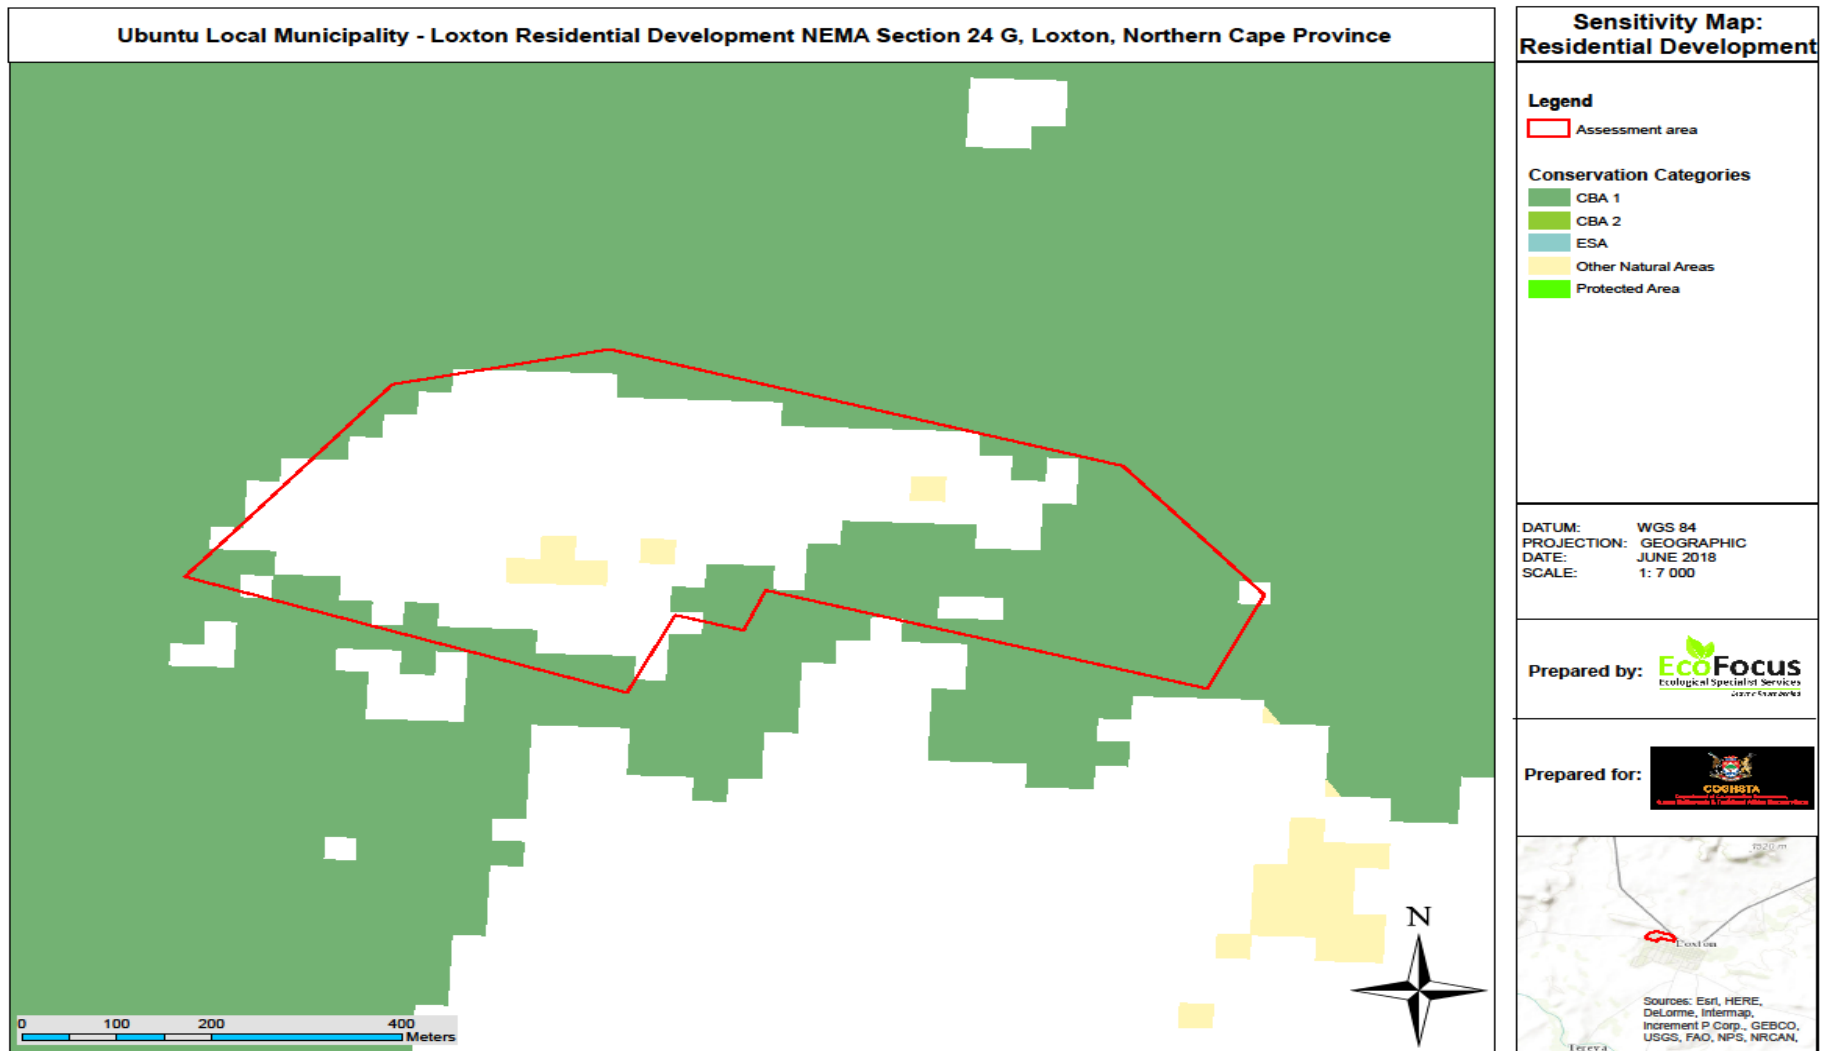 Ubuntu Local Municipality - Loxton Residential Development NEMA Section 24 G, Loxton, Northern Cape Province
Sensitivity Map:
Residential Development
Legend
Assessment area
Conservation Categories
CBA 1
CBA 2
ESA
Other Natural Areas
Protected Area
DATUM: WGS 84
PROJECTION: GEOGRAPHIC
DATE: JUNE 2018
SCALE: 1: 7 000
Prepared by:
EcoFocus
Ecological Specialist Services
Prepared for:
COGHSTA
N
0 100 200 400
Meters
1520 m
Loxton
Sources: Esri, HERE,
DeLorme, Intermap,
Increment P Corp., GEBCO,
USGS, FAO, NPS, NRCAN,